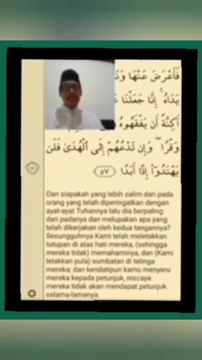 فَأَعْرَضَ عَنْهَا
يَدَاهُ ۚ إِنَّا جَعَلْنَا
أَكِنَّةً أَن يَفْقَهُوهُ
وَقْرًا ۖ وَإِن تَدْعُهُمْ إِلَى الْهُدَىٰ فَلَن
يَهْتَدُوا إِذًا أَبَدًا ٥٧
Dan siapakah yang lebih zalim dari pada
orang yang telah diperingatkan dengan
ayat-ayat Tuhannya lalu dia berpaling
dari padanya dan melupakan apa yang
telah dikerjakan oleh kedua tangannya?
Sesungguhnya Kami telah meletakkan
tutupan di atas hati mereka, (sehingga
mereka tidak) memahaminya, dan (Kami
letakkan pula) sumbatan di telinga
mereka; dan kendatipun kamu menyeru
mereka kepada petunjuk, niscaya
mereka tidak akan mendapat petunjuk
selama-lamanya.